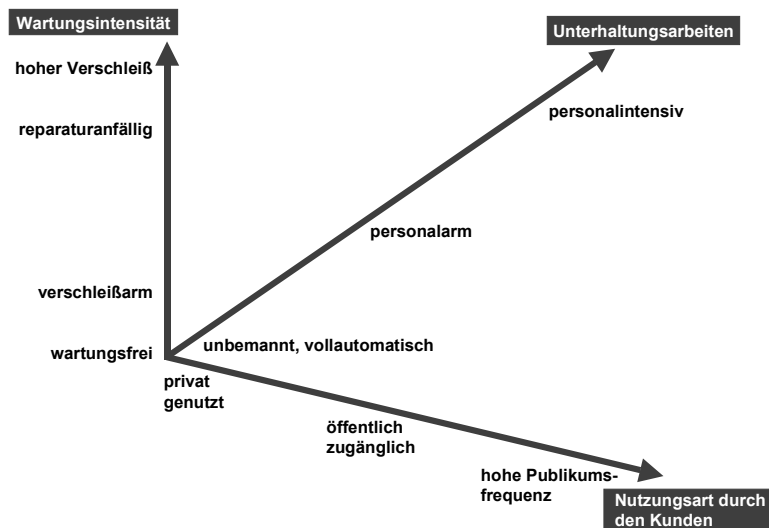 Wartungsintensität
Unterhaltungsarbeiten
hoher Verschleiß
personalintensiv
reparaturanfällig
personalarm
verschleißarm
unbemannt, vollautomatisch
wartungsfrei
privat
genutzt
öffentlich
zugänglich
hohe Publikums-
frequenz
Nutzungsart durch
den Kunden